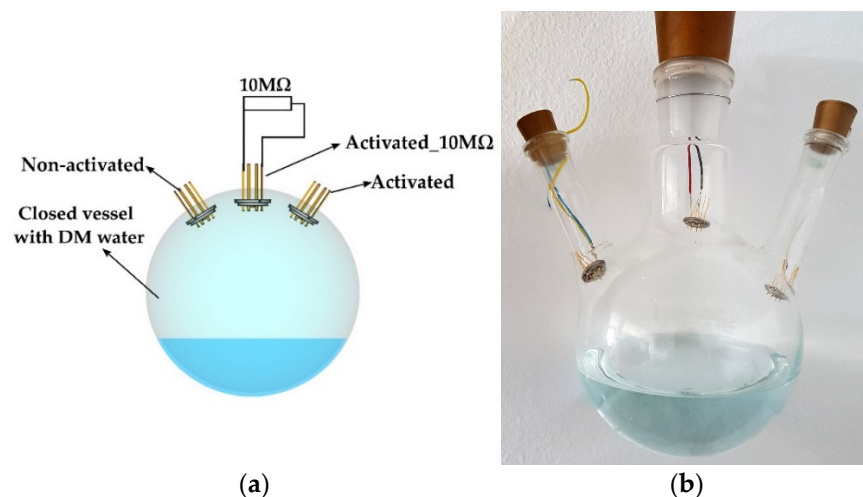 10MΩ
Activated_10MΩ
Non-activated
Activated
Closed vessel
with DM water
(a)
(b)